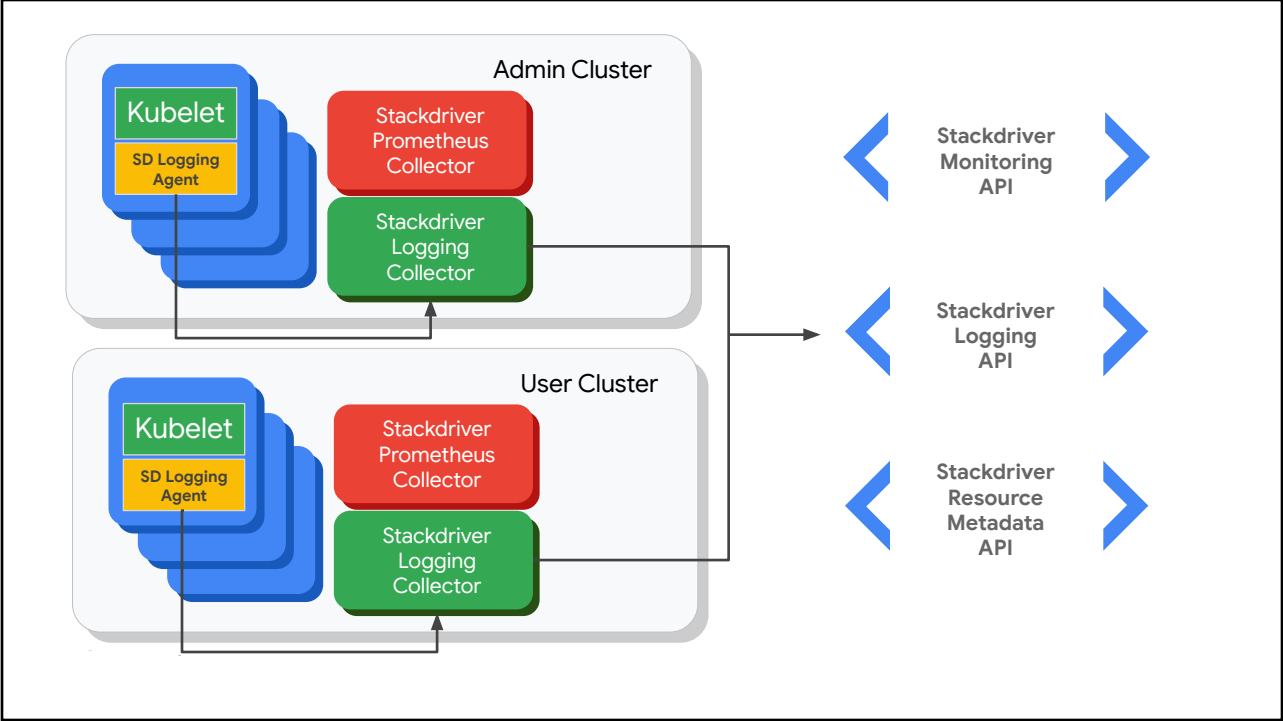 Admin Cluster
Kubelet
SD Logging
Agent
Stackdriver
Prometheus
Collector
Stackdriver
Logging
Collector
User Cluster
Kubelet
SD Logging
Agent
Stackdriver
Prometheus
Collector
Stackdriver
Logging
Collector
Stackdriver
Monitoring
API
Stackdriver
Logging
API
Stackdriver
Resource
Metadata
API